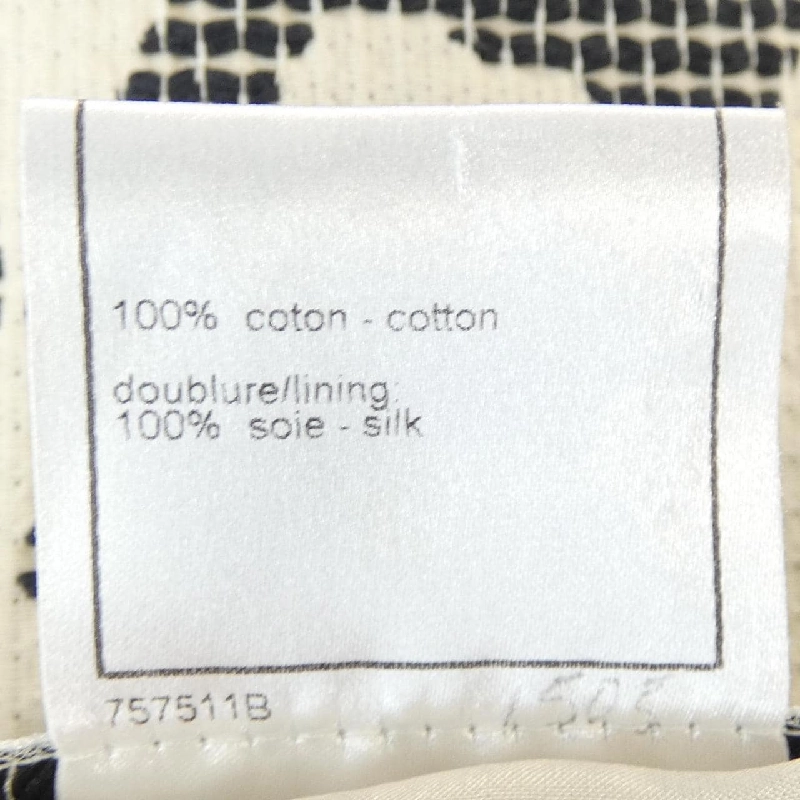 100% coton - cotton
doublure/lining:
100% soie - silk
757511B